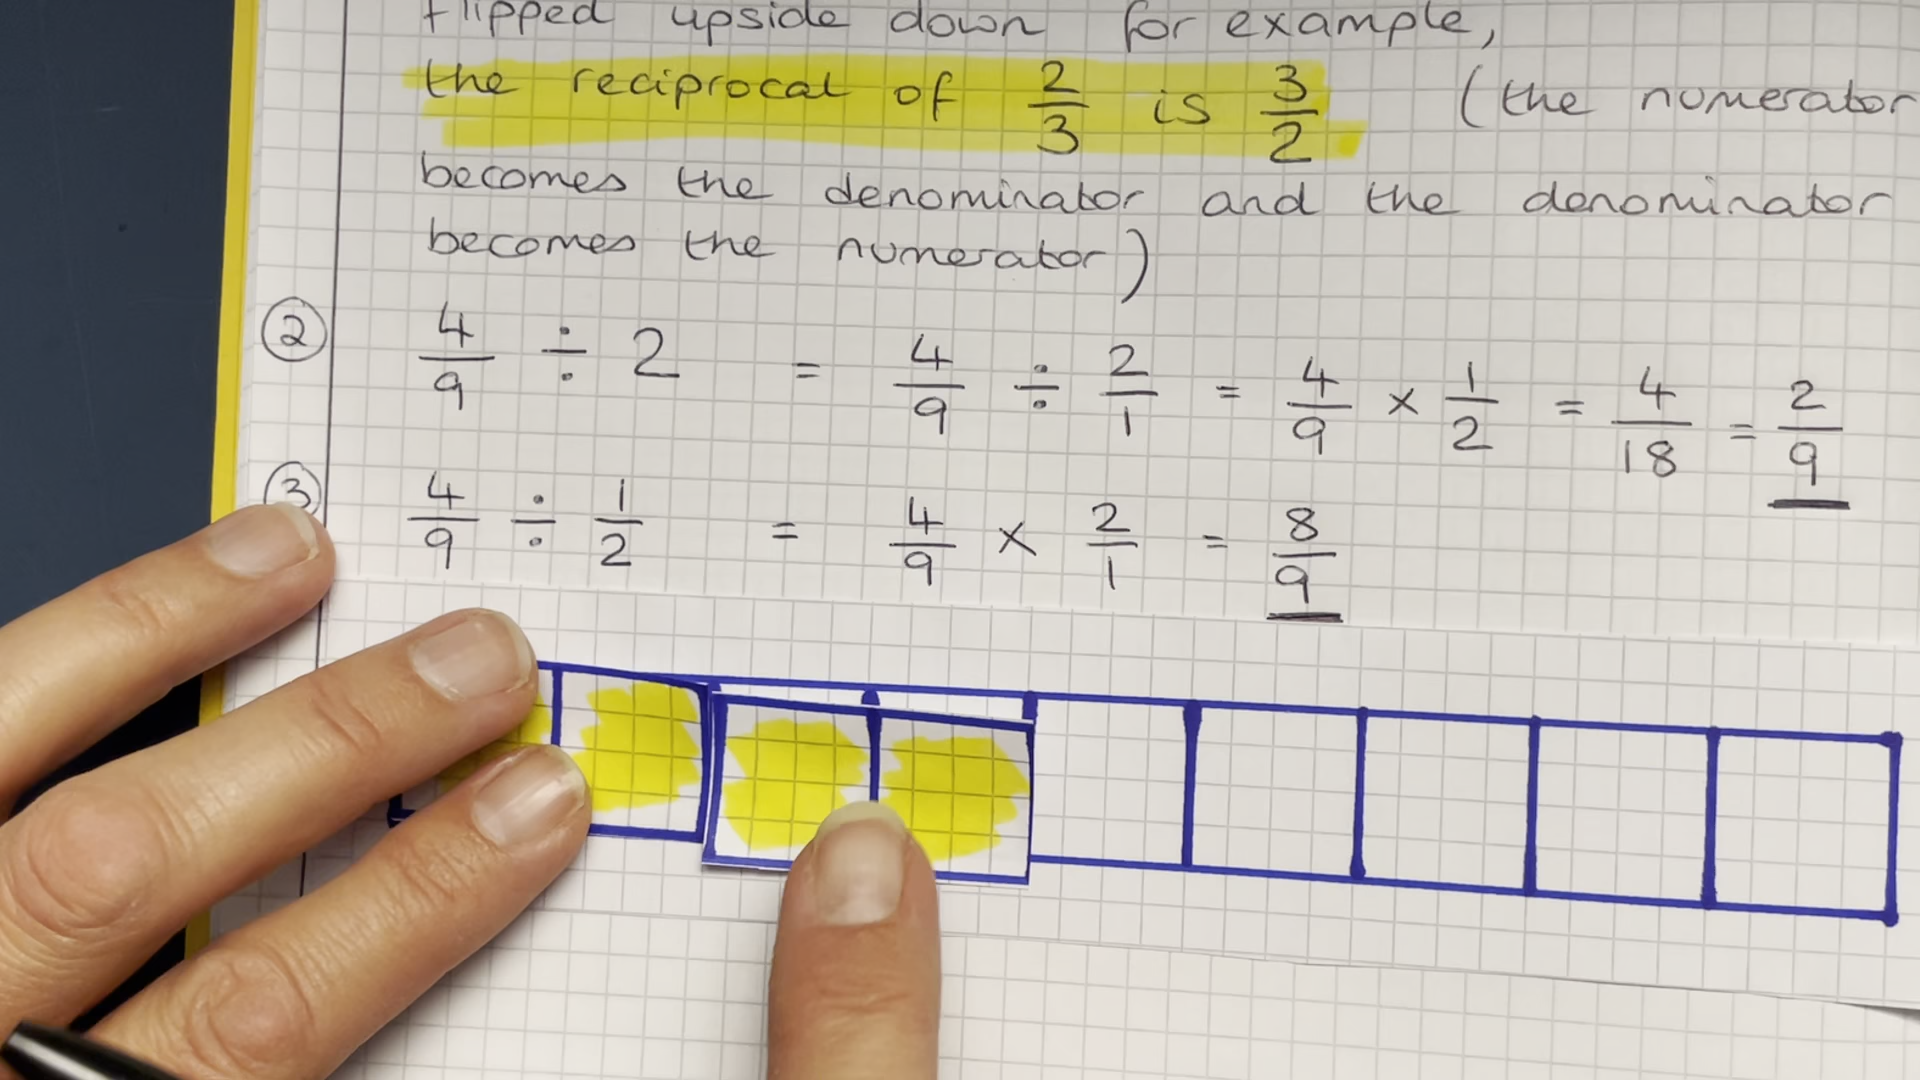 flipped upside down for example,
the reciprocal of 2/3 is 3/2 (the numerator
becomes the denominator and the denominator
becomes the numerator)
② 4/9 ÷ 2 = 4/9 ÷ 2/1 = 4/9 × 1/2 = 4/18 = 2/9
③ 4/9 ÷ 1/2 = 4/9 × 2/1 = 8/9